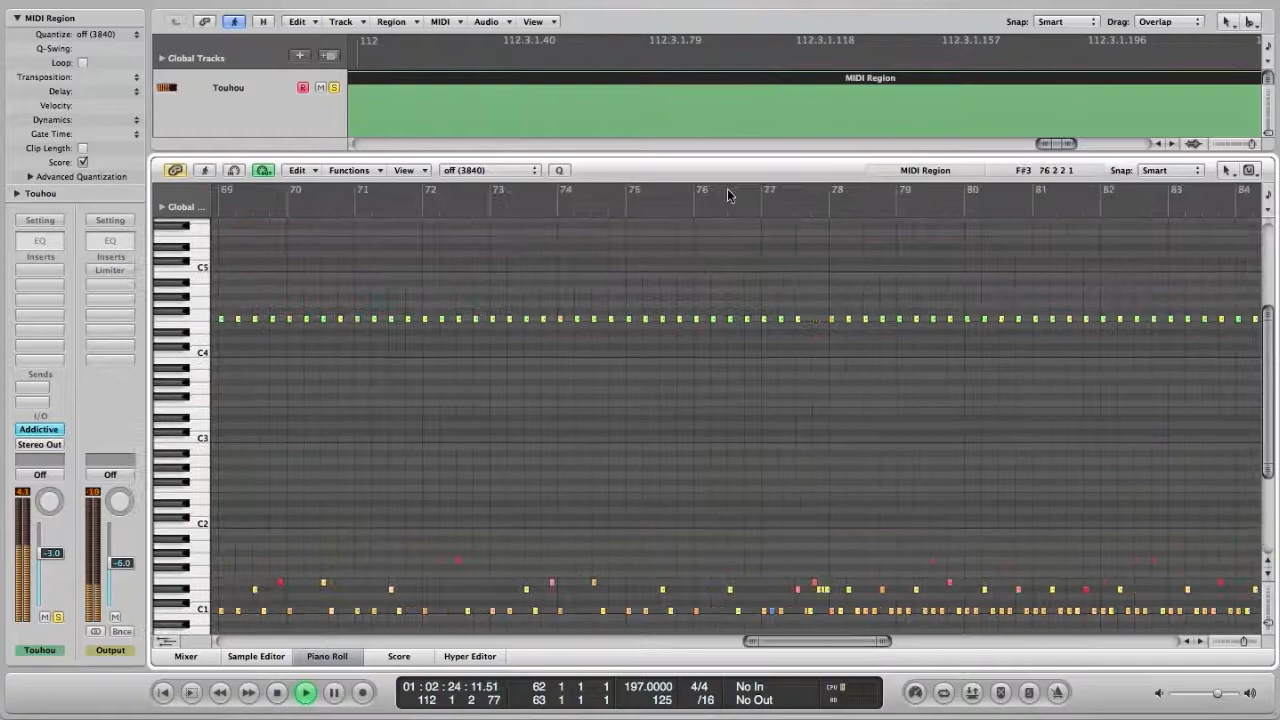 MIDI Region
Quantize: off (3840)
Q-Swing:
Loop:
Transposition:
Delay:
Velocity:
Dynamics:
Gate Time:
Clip Length:
Score:
Advanced Quantization
Touhou
Setting Setting
EQ EQ
Inserts Inserts
Limiter
Sends
I/O
Addictive
Stereo Out
Off Off
4.1 -10
-3.0 -6.0
M S M
Bnce
Touhou Output
H Edit Track Region MIDI Audio View Snap: Smart Drag: Overlap
112 112.3.1.40 112.3.1.79 112.3.1.118 112.3.1.157 112.3.1.196
Global Tracks
MIDI Region
Touhou R M S
Edit Functions View off (3840) Q MIDI Region F#3 76 2 2 1 Snap: Smart
69 70 71 72 73 74 75 76 77 78 79 80 81 82 83 84
Global ...
C5
C4
C3
C2
C1
Mixer Sample Editor Piano Roll Score Hyper Editor
01 : 02 : 24 : 11.51 62 1 1 1 197.0000 4/4 No In CPU
112 1 2 77 63 1 1 1 125 /16 No Out HD